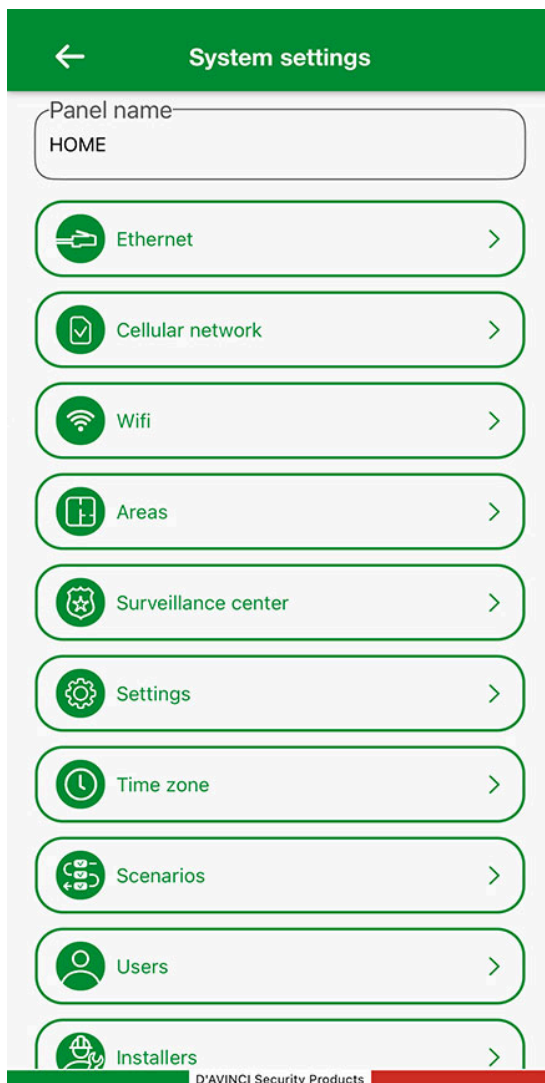 System settings
Panel name
HOME
Ethernet
Cellular network
Wifi
Areas
Surveillance center
Settings
Time zone
Scenarios
Users
Installers
D'AVINCI Security Products